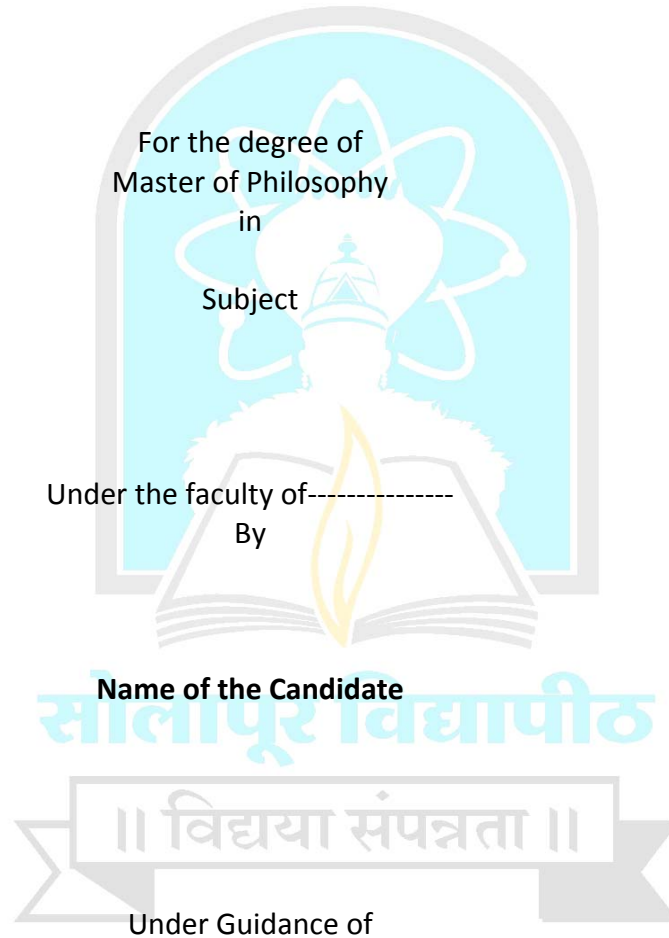 For the degree of
Master of Philosophy
in
Subject
Under the faculty of---------------
By
Name of the Candidate
सोलापूर विद्यापीठ
|| विद्यया संपन्नता ||
Under Guidance of